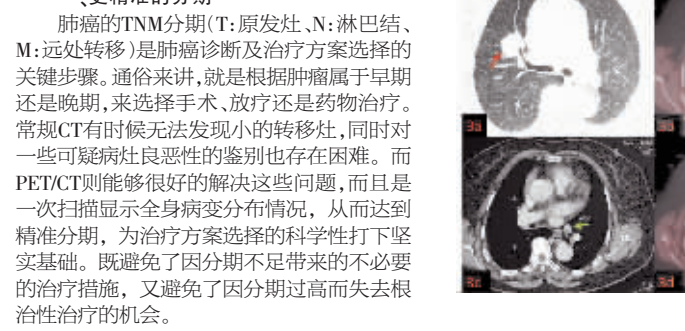 、更精准的分期
肺癌的TNM分期(T:原发灶、N:淋巴结、
M:远处转移)是肺癌诊断及治疗方案选择的
关键步骤。通俗来讲,就是根据肿瘤属于早期
还是晚期,来选择手术、放疗还是药物治疗。
常规CT有时候无法发现小的转移灶,同时对
一些可疑病灶良恶性的鉴别也存在困难。而
PET/CT则能够很好的解决这些问题,而且是
一次扫描显示全身病变分布情况，从而达到
精准分期，为治疗方案选择的科学性打下坚
实基础。既避免了因分期不足带来的不必要
的治疗措施，又避免了因分期过高而失去根
治性治疗的机会。
3a
3b
3c
3d